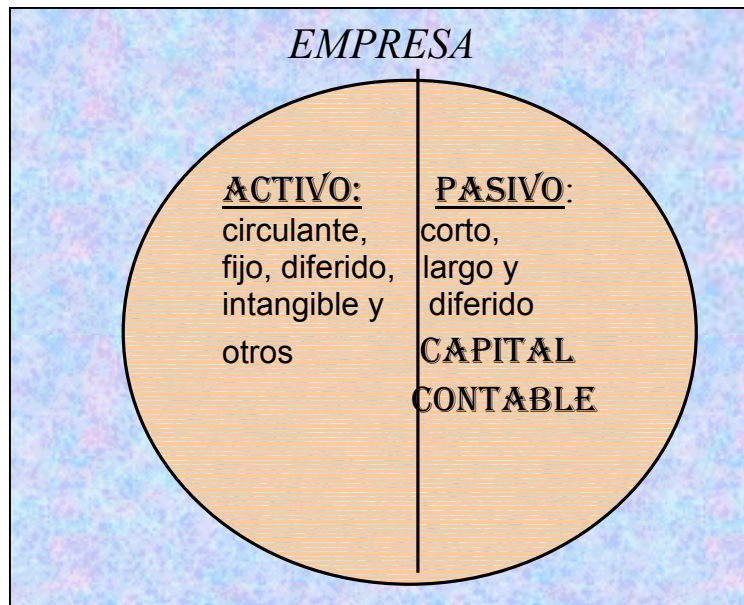 EMPRESA
ACTIVO:
circulante,
fijo, diferido,
intangible y
otros
PASIVO:
corto,
largo y
diferido
CAPITAL
CONTABLE